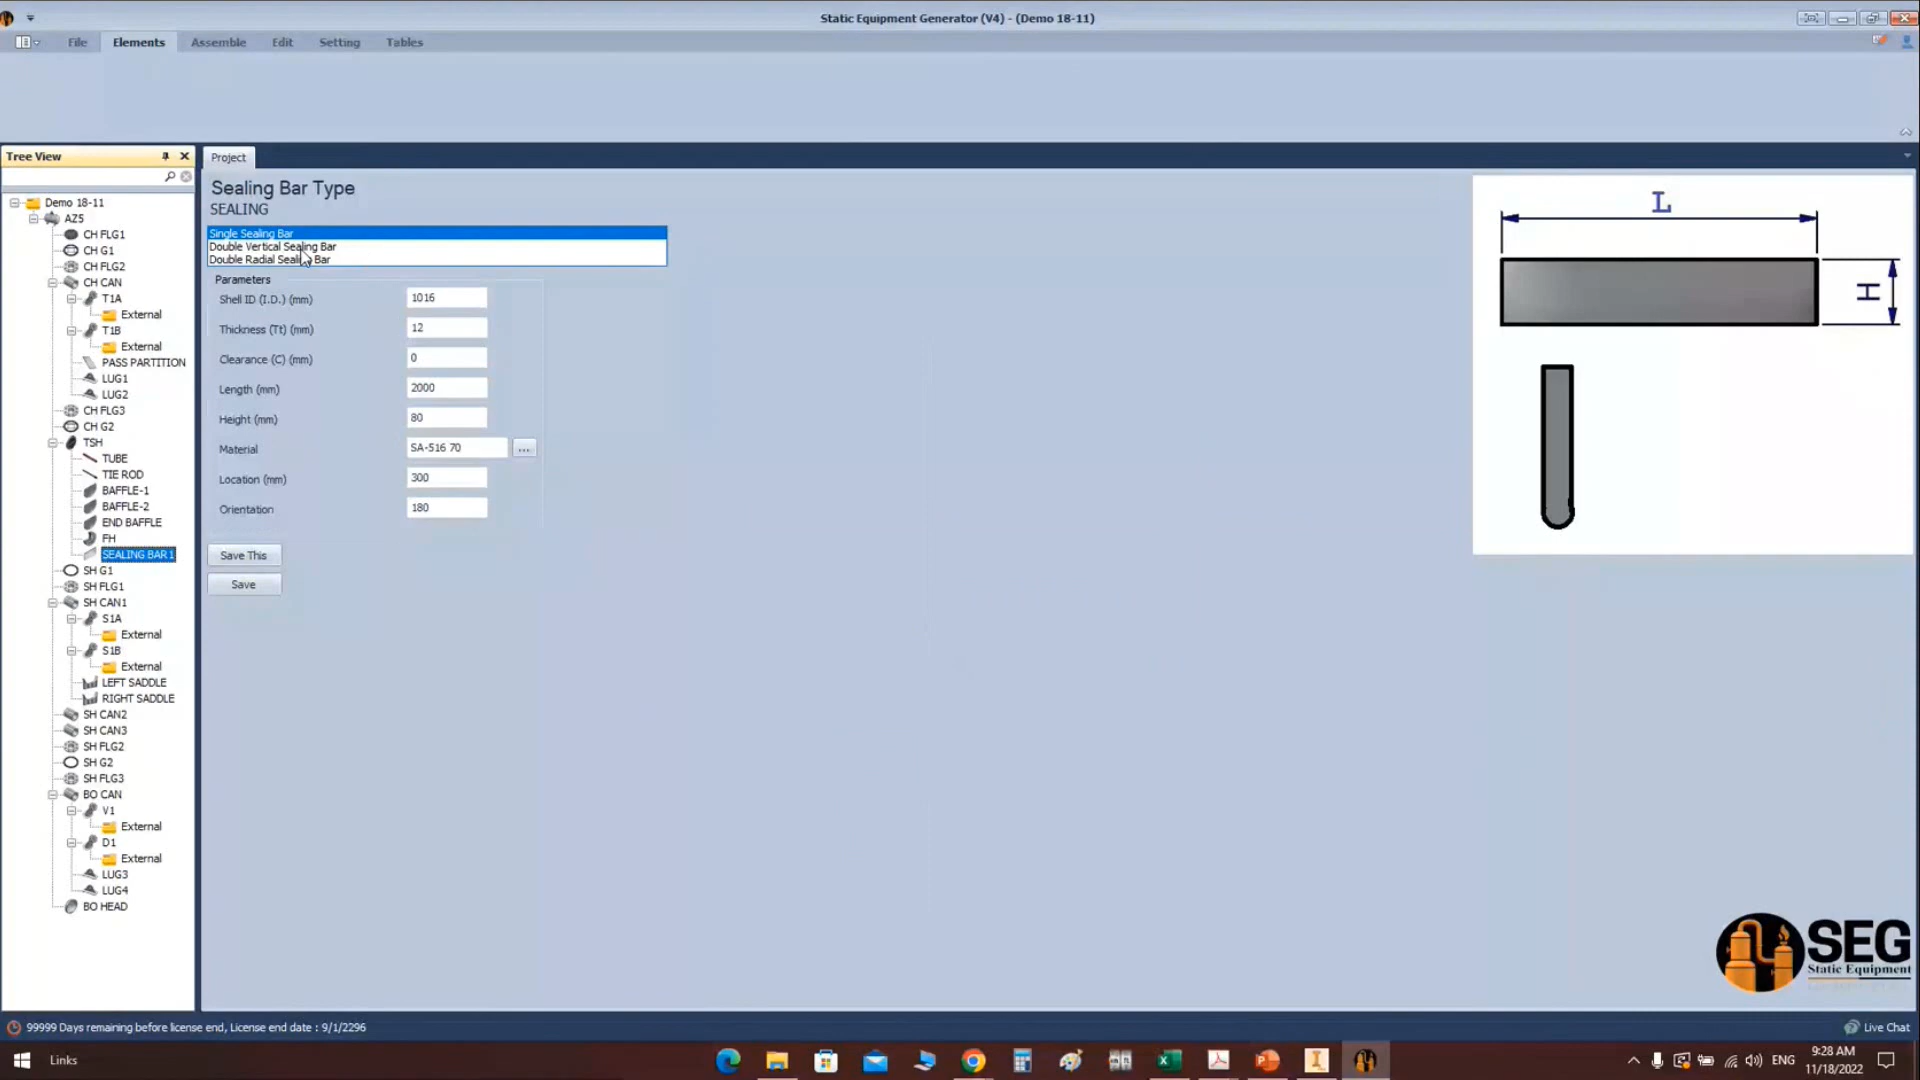 Static Equipment Generator (V4) - (Demo 18-11)
File Elements Assemble Edit Setting Tables
Tree View
Project
Demo 18-11
AZ5
CH FLG1
CH G1
CH FLG2
CH CAN
T1A
External
T1B
External
PASS PARTITION
LUG1
LUG2
CH FLG3
CH G2
TSH
TUBE
TIE ROD
BAFFLE-1
BAFFLE-2
END BAFFLE
FH
SEALING BAR1
SH G1
SH FLG1
SH CAN1
S1A
External
S1B
External
LEFT SADDLE
RIGHT SADDLE
SH CAN2
SH CAN3
SH FLG2
SH G2
SH FLG3
BO CAN
V1
External
D1
External
LUG3
LUG4
BO HEAD
Sealing Bar Type
SEALING
Single Sealing Bar
Double Vertical Sealing Bar
Double Radial Sealing Bar
Parameters
Shell ID (I.D.) (mm) 1016
Thickness (Tt) (mm) 12
Clearance (C) (mm) 0
Length (mm) 2000
Height (mm) 80
Material SA-516 70 ...
Location (mm) 300
Orientation 180
Save This
Save
L
H
SEG
Static Equipment
99999 Days remaining before license end, License end date : 9/1/2296
Live Chat
Links
ENG
9:28 AM
11/18/2022